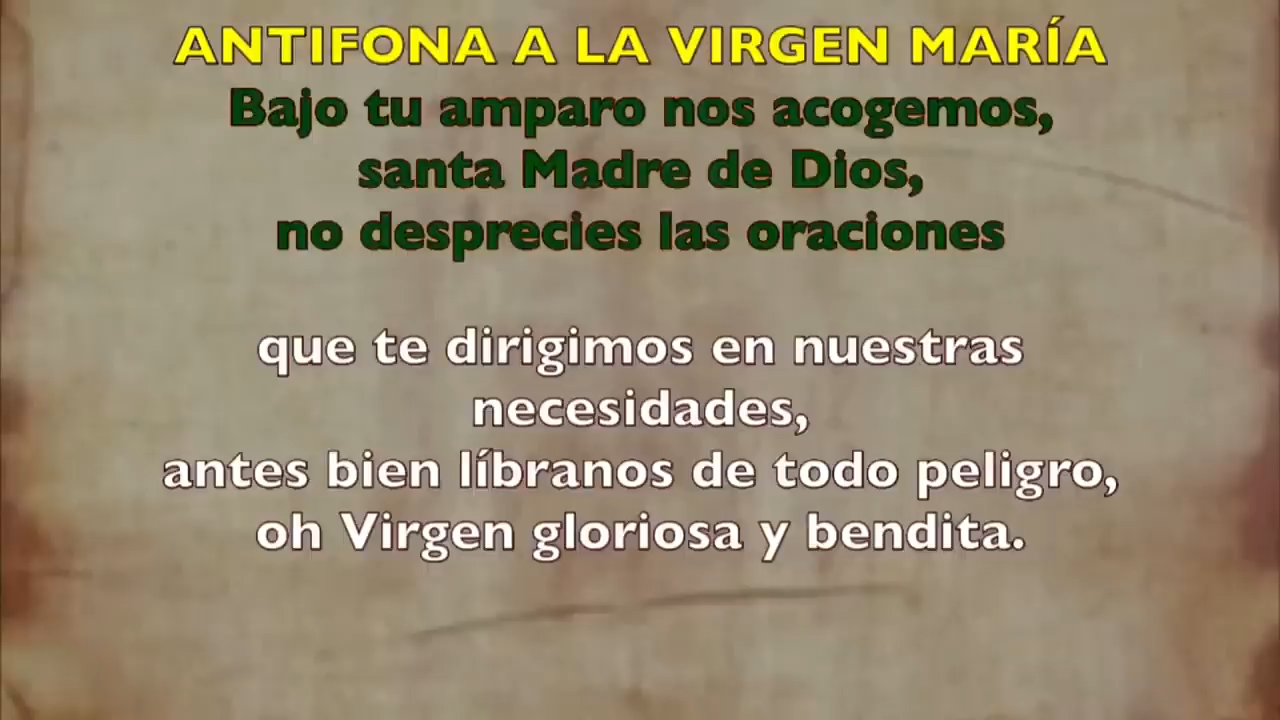 ANTIFONA A LA VIRGEN MARÍA
Bajo tu amparo nos acogemos,
santa Madre de Dios,
no desprecies las oraciones
que te dirigimos en nuestras
necesidades,
antes bien líbranos de todo peligro,
oh Virgen gloriosa y bendita.